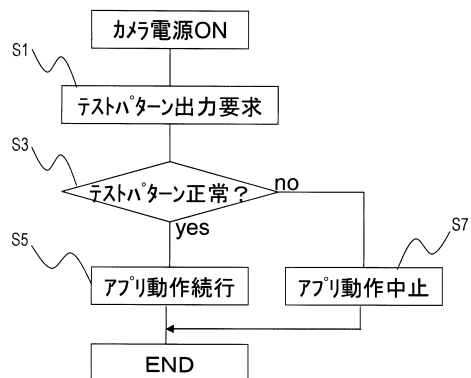 カメラ電源ON
S1
テストパターン出力要求
S3
テストパターン正常?
no
yes
S5
S7
アプリ動作続行
アプリ動作中止
END